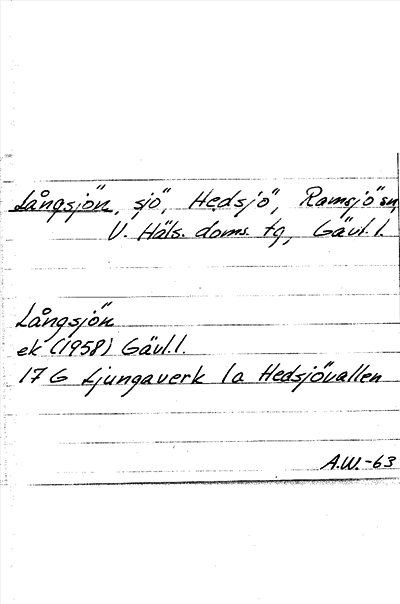 Långsjön, sjö, Hedsjö, Ramsjö sn,
V. Häls. doms. tg, Gävl. l.
Långsjön
ek (1958) Gävl. l.
17 G Ljungaverk 1a Hedsjövallen
A.W.-63